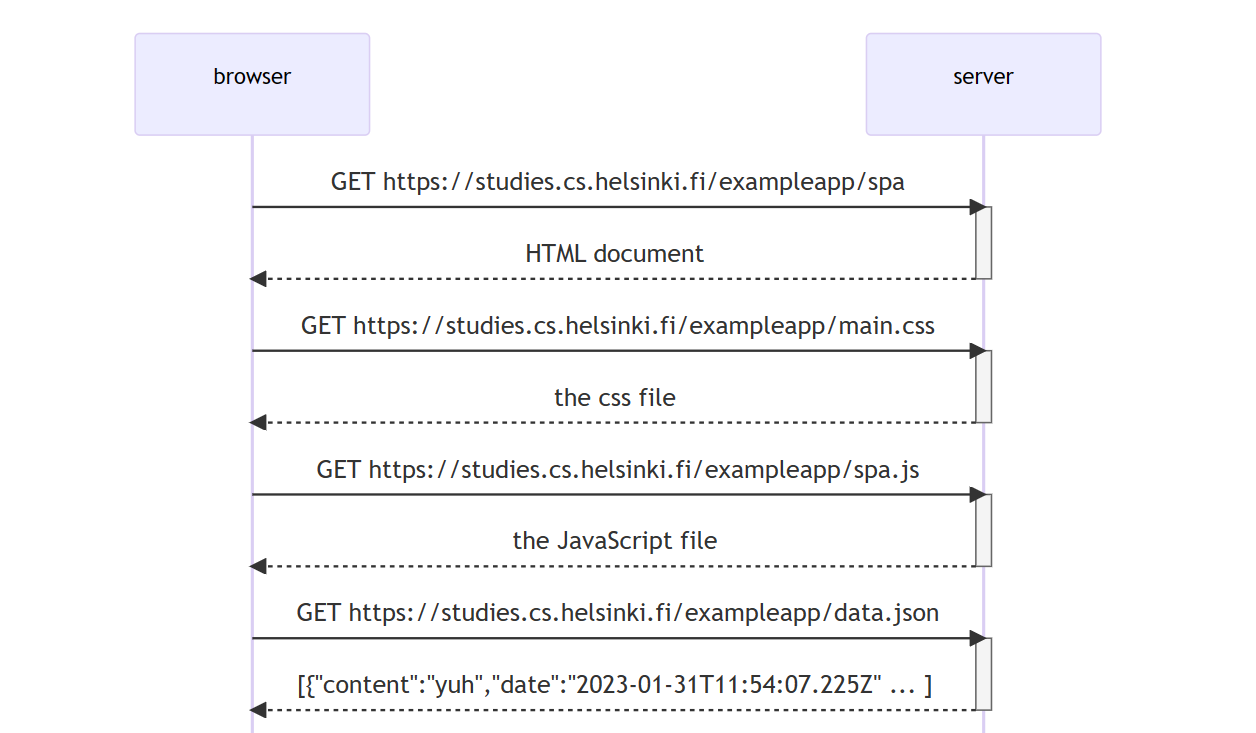 browser
server
GET https://studies.cs.helsinki.fi/exampleapp/spa
HTML document
GET https://studies.cs.helsinki.fi/exampleapp/main.css
the css file
GET https://studies.cs.helsinki.fi/exampleapp/spa.js
the JavaScript file
GET https://studies.cs.helsinki.fi/exampleapp/data.json
[{"content":"yuh","date":"2023-01-31T11:54:07.225Z" ... ]